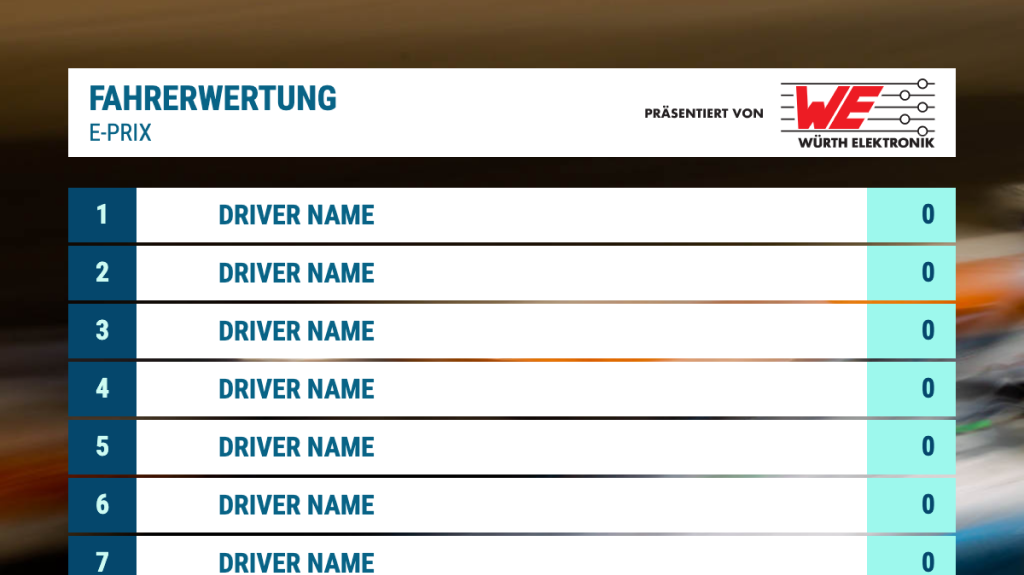 FAHRERWERTUNG
E-PRIX
PRÄSENTIERT VON
WE
WÜRTH ELEKTRONIK
1 DRIVER NAME 0
2 DRIVER NAME 0
3 DRIVER NAME 0
4 DRIVER NAME 0
5 DRIVER NAME 0
6 DRIVER NAME 0
7 DRIVER NAME 0